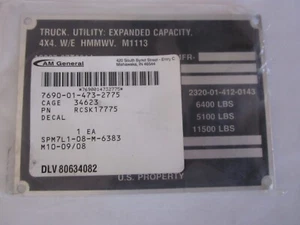 TRUCK, UTILITY: EXPANDED CAPACITY,
4X4, W/E HMMWV, M1113
AM General
*7690014732775*
7690-01-473-2775
CAGE 34623
PN RCSK17775
DECAL
1 EA
SPM7L1-08-M-6383
M10-09/08
DLV 80634082
MFR-
2320-01-412-0143
6400 LBS
5100 LBS
11500 LBS
U.S. PROPERTY